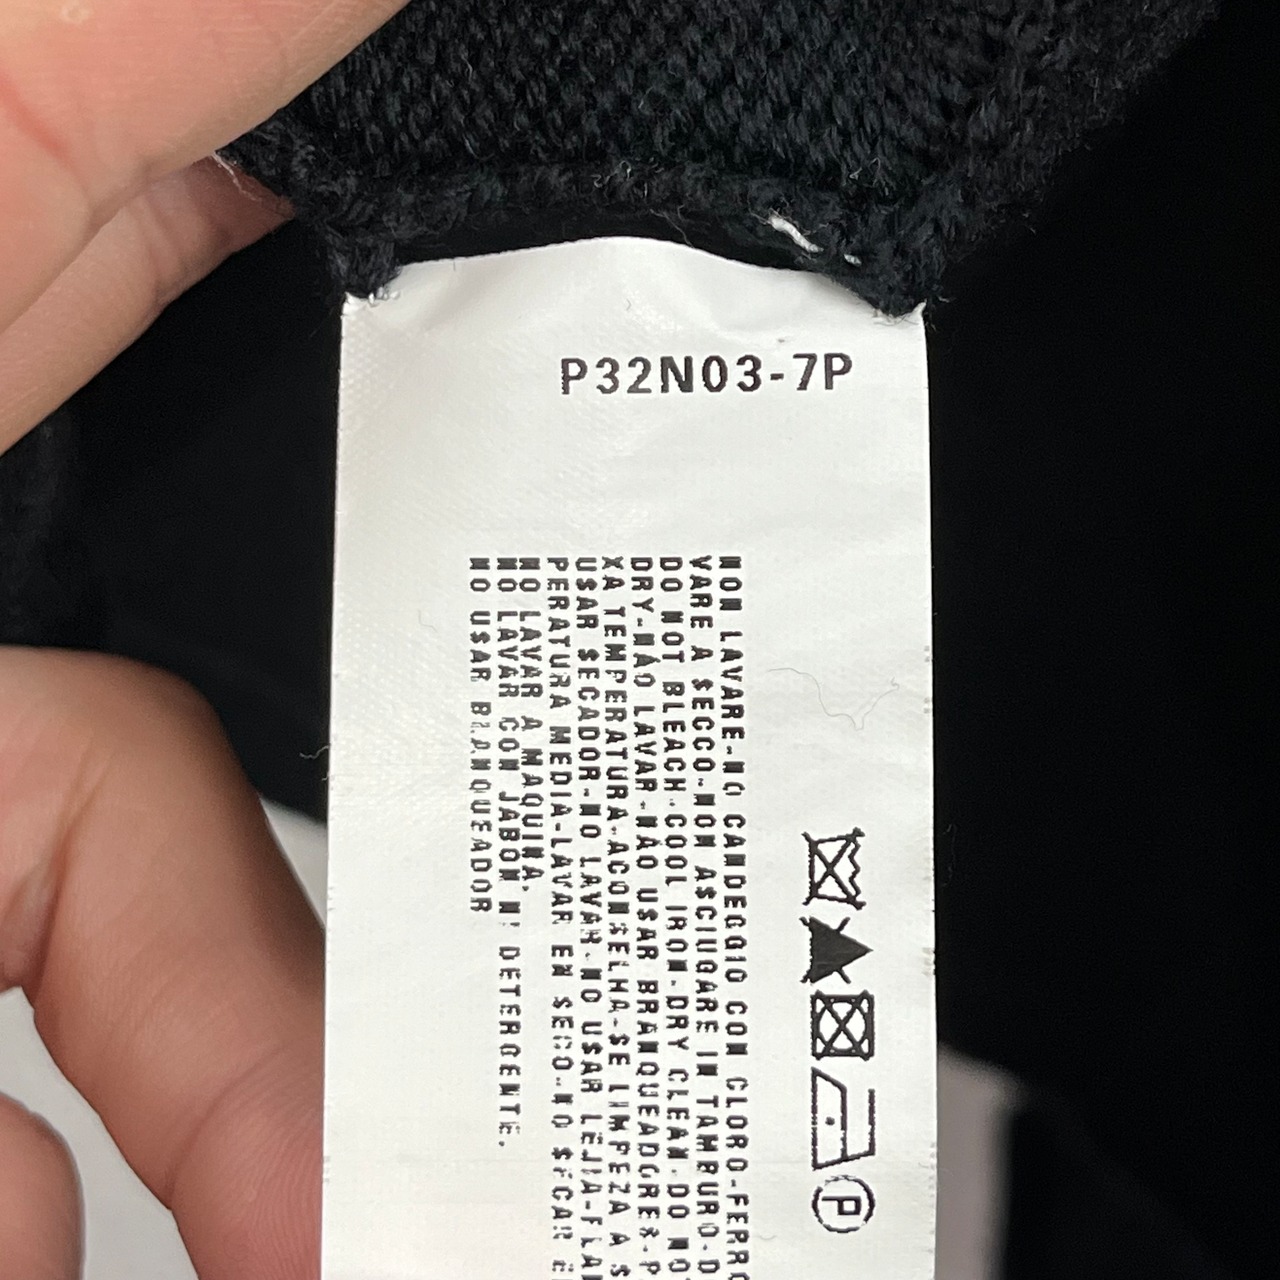 P32N03-7P
NON LAVARE-NO CANDEGGIO CON CLORO-FERRO
VARE A SECCO-NON ASCIUGARE IN TAMBURO-D
DO NOT BLEACH-COOL IRON-DRY CLEAN-DO NO
DRY-NÃO LAVAR-NÃO USAR BRANQUEADORES-P
XA TEMPERATURA-ACONSELHA-SE LIMPEZA A S
USAR SECADOR-NO LAVAR-NO USAR LEJIA-PLA
PERATURA MEDIA-LAVAR EN SECO-NO SECAR E
NO LAVAR A MAQUINA.
NO LAVAR CON JABON NI DETERGENTE.
NO USAR BLANQUEADOR
P